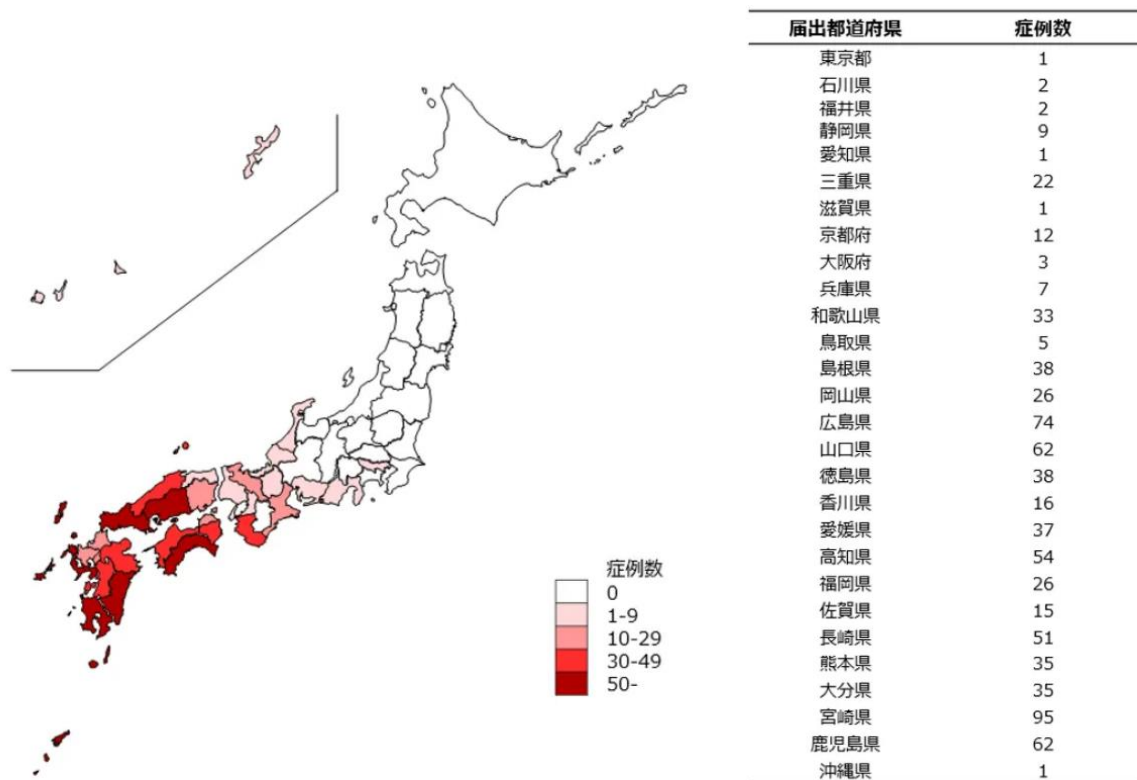 届出都道府県 症例数
東京都 1
石川県 2
福井県 2
静岡県 9
愛知県 1
三重県 22
滋賀県 1
京都府 12
大阪府 3
兵庫県 7
和歌山県 33
鳥取県 5
島根県 38
岡山県 26
広島県 74
山口県 62
徳島県 38
香川県 16
愛媛県 37
高知県 54
福岡県 26
佐賀県 15
長崎県 51
熊本県 35
大分県 35
宮崎県 95
鹿児島県 62
沖縄県 1
症例数
0
1-9
10-29
30-49
50-